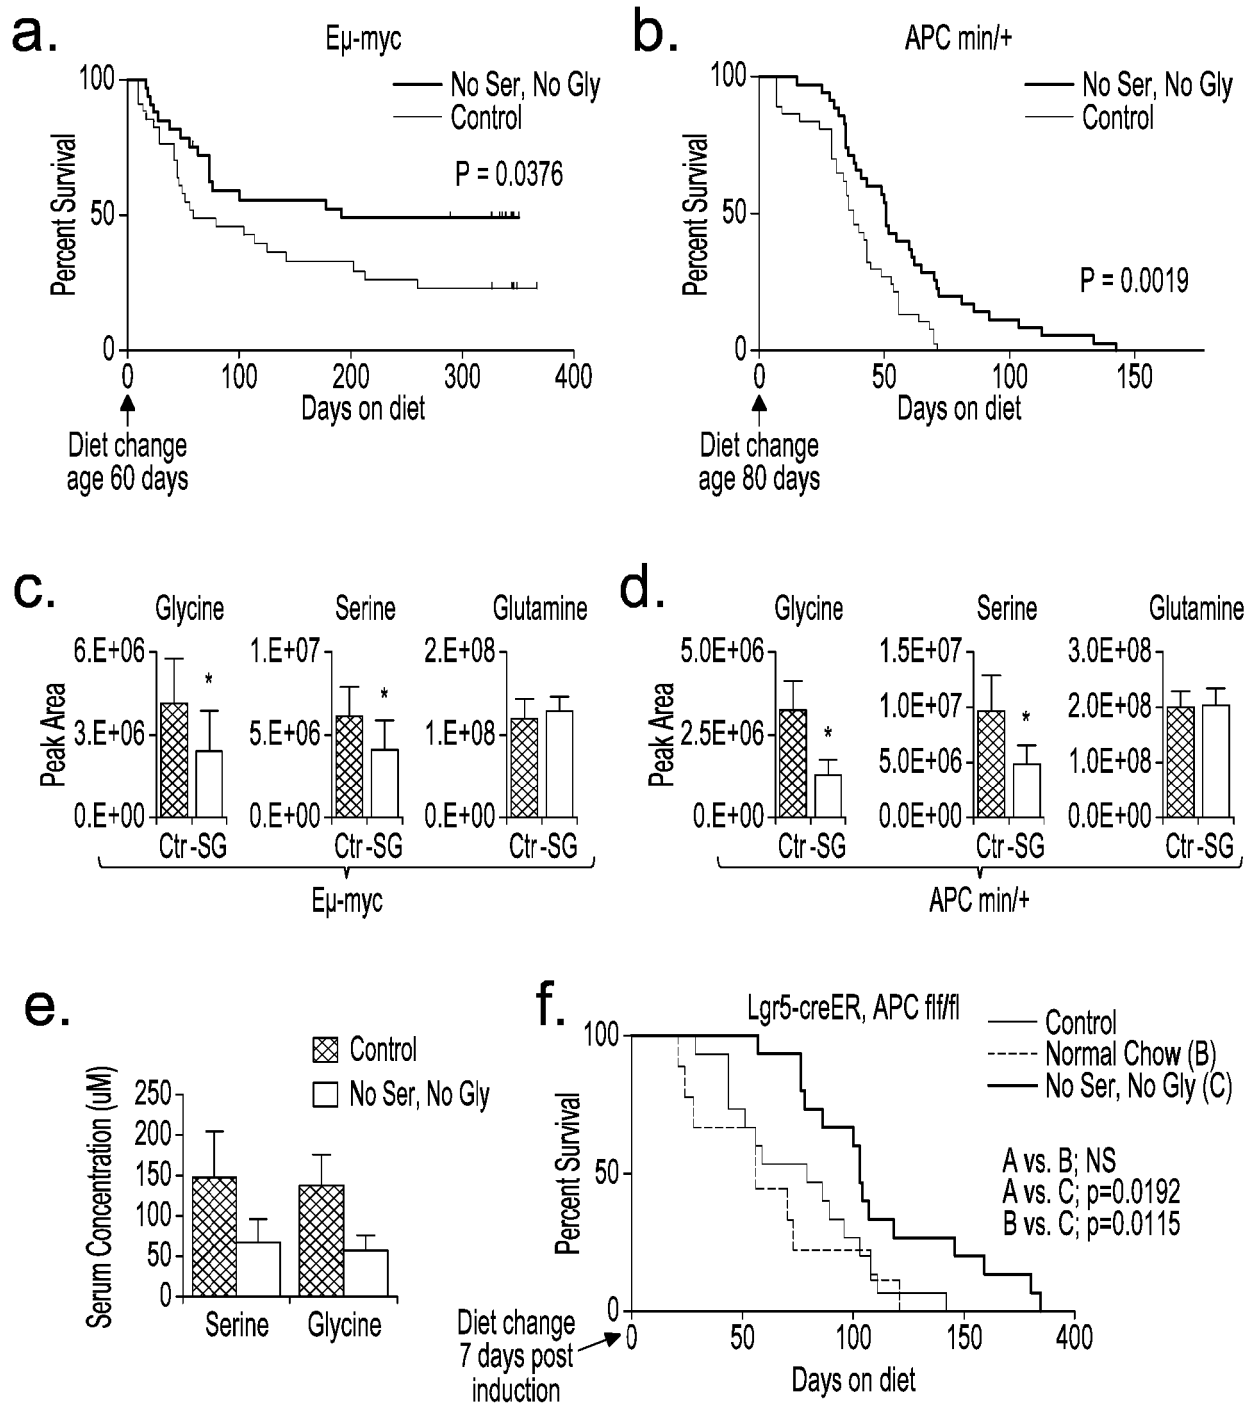 a.
Eµ-myc
No Ser, No Gly
Control
P = 0.0376
Percent Survival
100
50
0
0 100 200 300 400
Days on diet
Diet change
age 60 days
b.
APC min/+
No Ser, No Gly
Control
P = 0.0019
Percent Survival
100
50
0
0 50 100 150
Days on diet
Diet change
age 80 days
c.
Peak Area
Glycine
6.E+06
3.E+06
0.E+00
Ctr -SG
Serine
1.E+07
5.E+06
0.E+00
Ctr -SG
Glutamine
2.E+08
1.E+08
0.E+00
Ctr -SG
*
*
Eµ-myc
d.
Peak Area
Glycine
5.0E+06
2.5E+06
0.E+00
Ctr -SG
Serine
1.5E+07
1.0E+07
5.0E+06
0.0E+00
Ctr -SG
Glutamine
3.0E+08
2.0E+08
1.0E+08
0.0E+00
Ctr -SG
*
*
APC min/+
e.
Control
No Ser, No Gly
Serum Concentration (uM)
250
200
150
100
50
0
Serine Glycine
f.
Lgr5-creER, APC flf/fl
Control
Normal Chow (B)
No Ser, No Gly (C)
A vs. B; NS
A vs. C; p=0.0192
B vs. C; p=0.0115
Percent Survival
100
50
0
0 50 100 150 400
Days on diet
Diet change
7 days post
induction